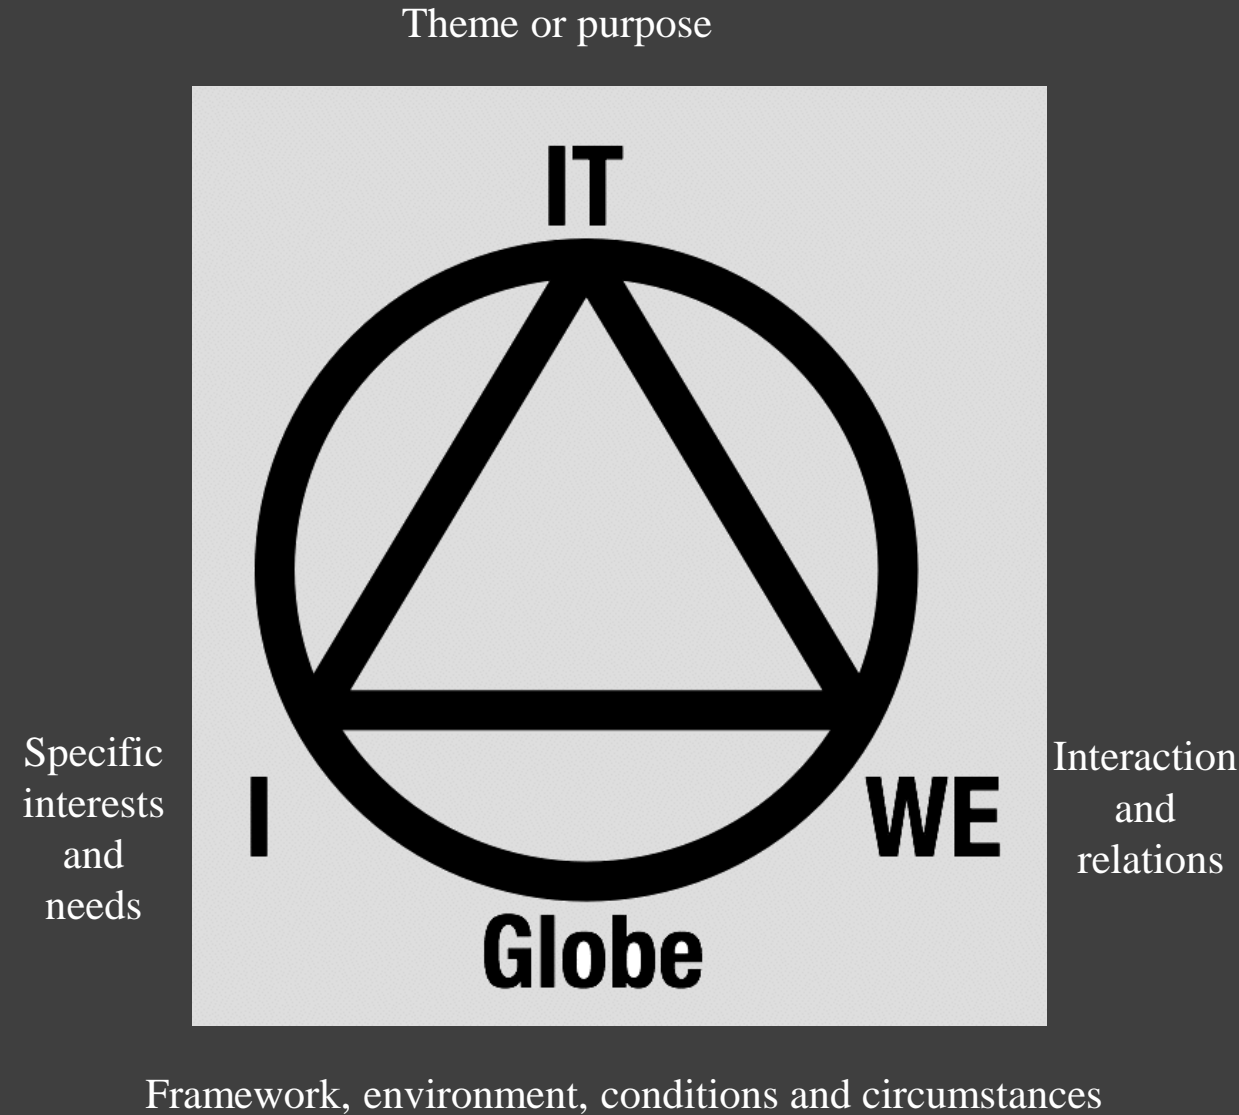 Theme or purpose
IT
Specific
interests
and
needs
I
WE
Interaction
and
relations
Globe
Framework, environment, conditions and circumstances